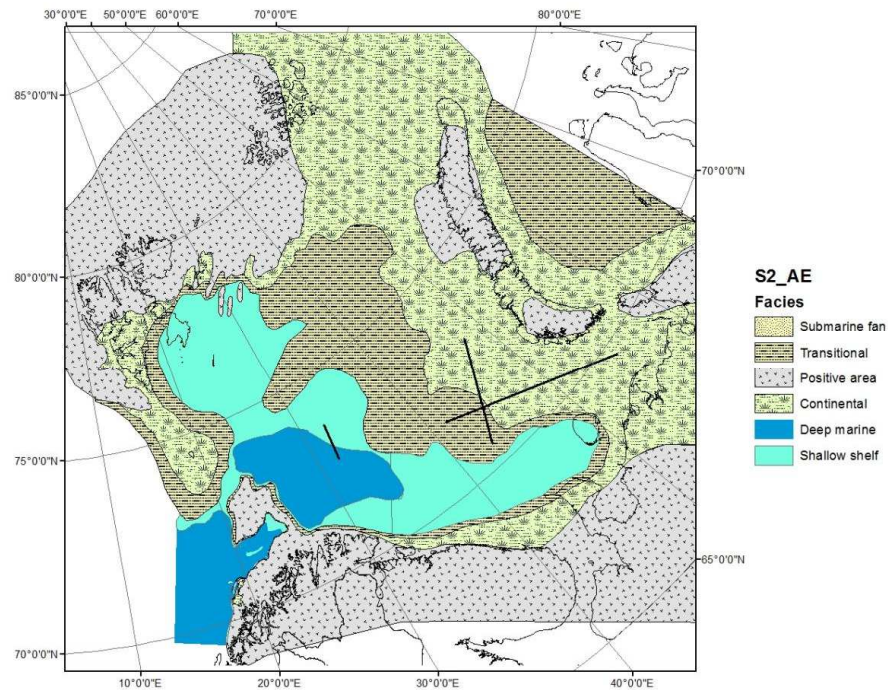 30°0'0"E 50°0'0"E 60°0'0"E 70°0'0"E 80°0'0"E
85°0'0"N
70°0'0"N
80°0'0"N
75°0'0"N
65°0'0"N
70°0'0"N
10°0'0"E 20°0'0"E 30°0'0"E 40°0'0"E
S2_AE
Facies
Submarine fan
Transitional
Positive area
Continental
Deep marine
Shallow shelf